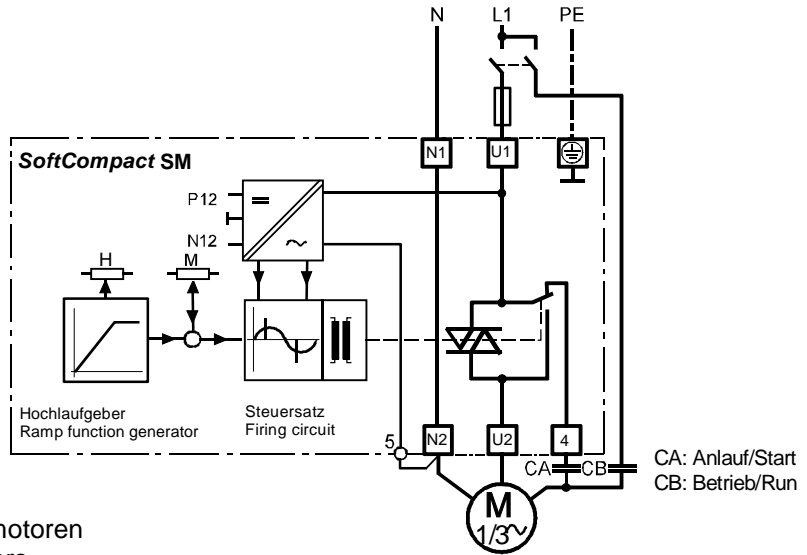 N L1 PE
SoftCompact SM
N1 U1
P12
N12
H M
Hochlaufgeber
Ramp function generator
Steuersatz
Firing circuit
5 N2 U2 4
CA CB
CA: Anlauf/Start
CB: Betrieb/Run
M
1/3~
notoren